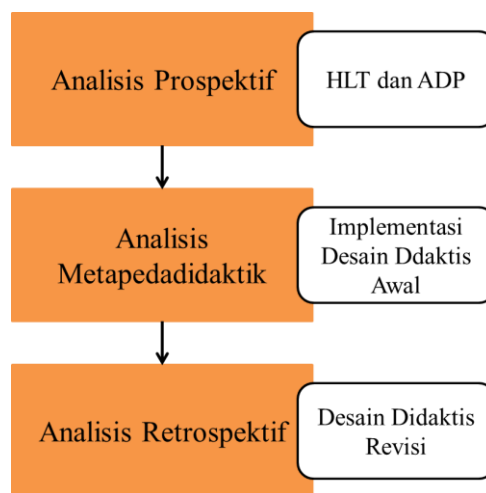 Analisis Prospektif
HLT dan ADP
Analisis
Metapedadidaktik
Implementasi
Desain Ddaktis
Awal
Analisis Retrospektif
Desain Didaktis
Revisi